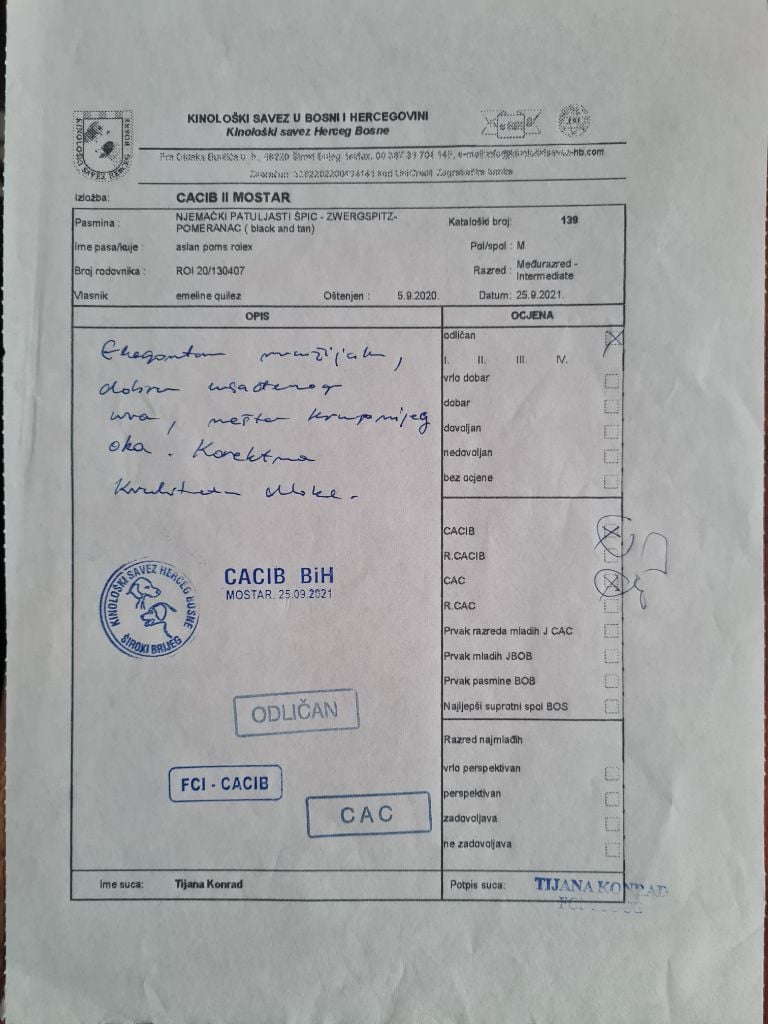 KINOLOŠKI SAVEZ U BOSNI I HERCEGOVINI
Kinološki savez Herceg Bosne
KINOLOŠKI SAVEZ HERCEG BOSNE
Izložba: CACIB II MOSTAR
Pasmina : NJEMAČKI PATULJASTI ŠPIC - ZWERGSPITZ-
POMERANAC ( black and tan) Kataloški broj: 139
Ime pasa/kuje : aslan poms rolex Pol/spol : M
Broj rodovnika : ROI 20/130407 Razred : Međurazred -
Intermediate
Vlasnik emeline quilez Oštenjen : 5.9.2020. Datum: 25.9.2021.
OPIS OCJENA
odličan
I. II. III. IV.
vrlo dobar
dobar
dovoljan
nedovoljan
bez ocjene
dobro
oka. Korektna
CACIB
R.CACIB
CAC
R.CAC
Prvak razreda mladih J CAC
Prvak mladih JBOB
Prvak pasmine BOB
Najljepši suprotni spol BOS
KINOLOŠKI SAVEZ HERCEG BOSNE
ŠIROKI BRIJEG
CACIB BiH
MOSTAR, 25.09.2021
ODLIČAN
FCI - CACIB
CAC
Razred najmlađih
vrlo perspektivan
perspektivan
zadovoljava
ne zadovoljava
Ime suca: Tijana Konrad Potpis suca: TIJANA KONRAD